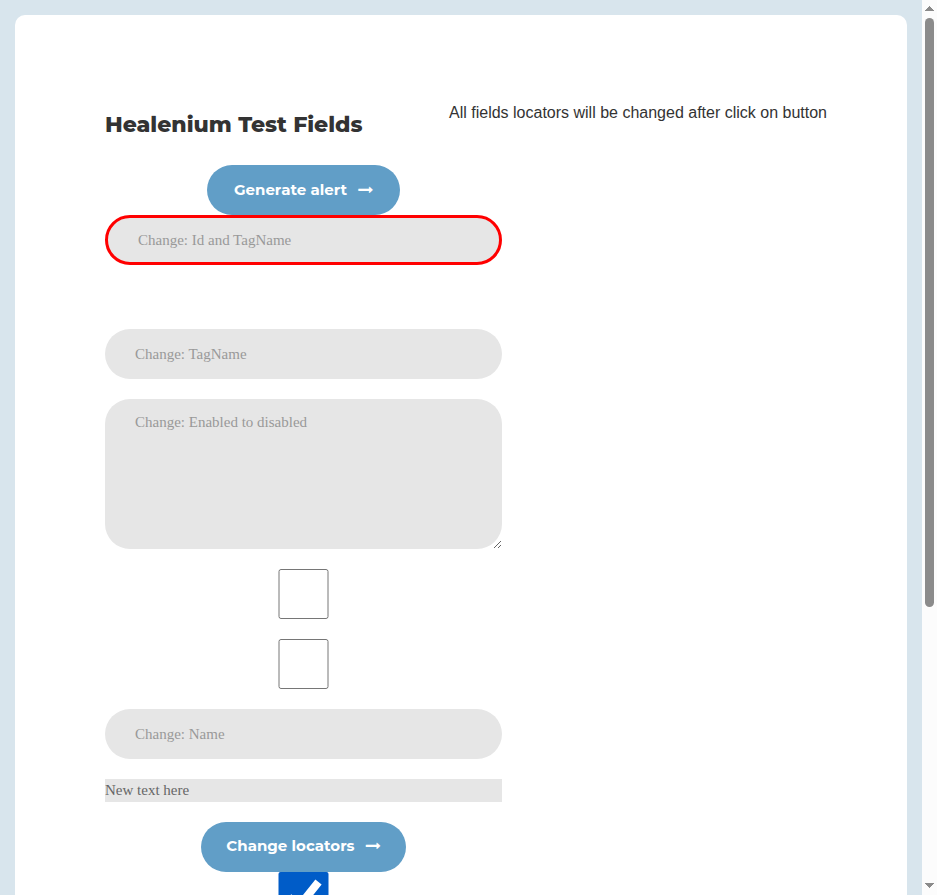 Healenium Test Fields
All fields locators will be changed after click on button
Generate alert
Change: Id and TagName
Change: TagName
Change: Enabled to disabled
Change: Name
New text here
Change locators